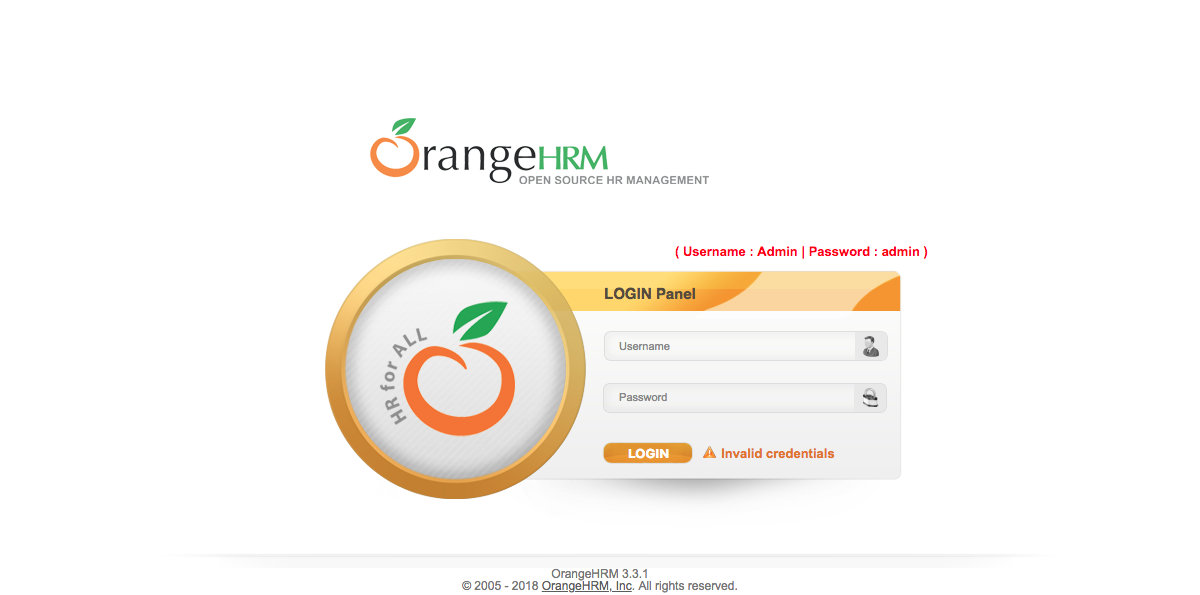 OrangeHRM
OPEN SOURCE HR MANAGEMENT
( Username : Admin | Password : admin )
LOGIN Panel
HR for ALL
Username
Password
LOGIN Invalid credentials
OrangeHRM 3.3.1
© 2005 - 2018 OrangeHRM, Inc. All rights reserved.